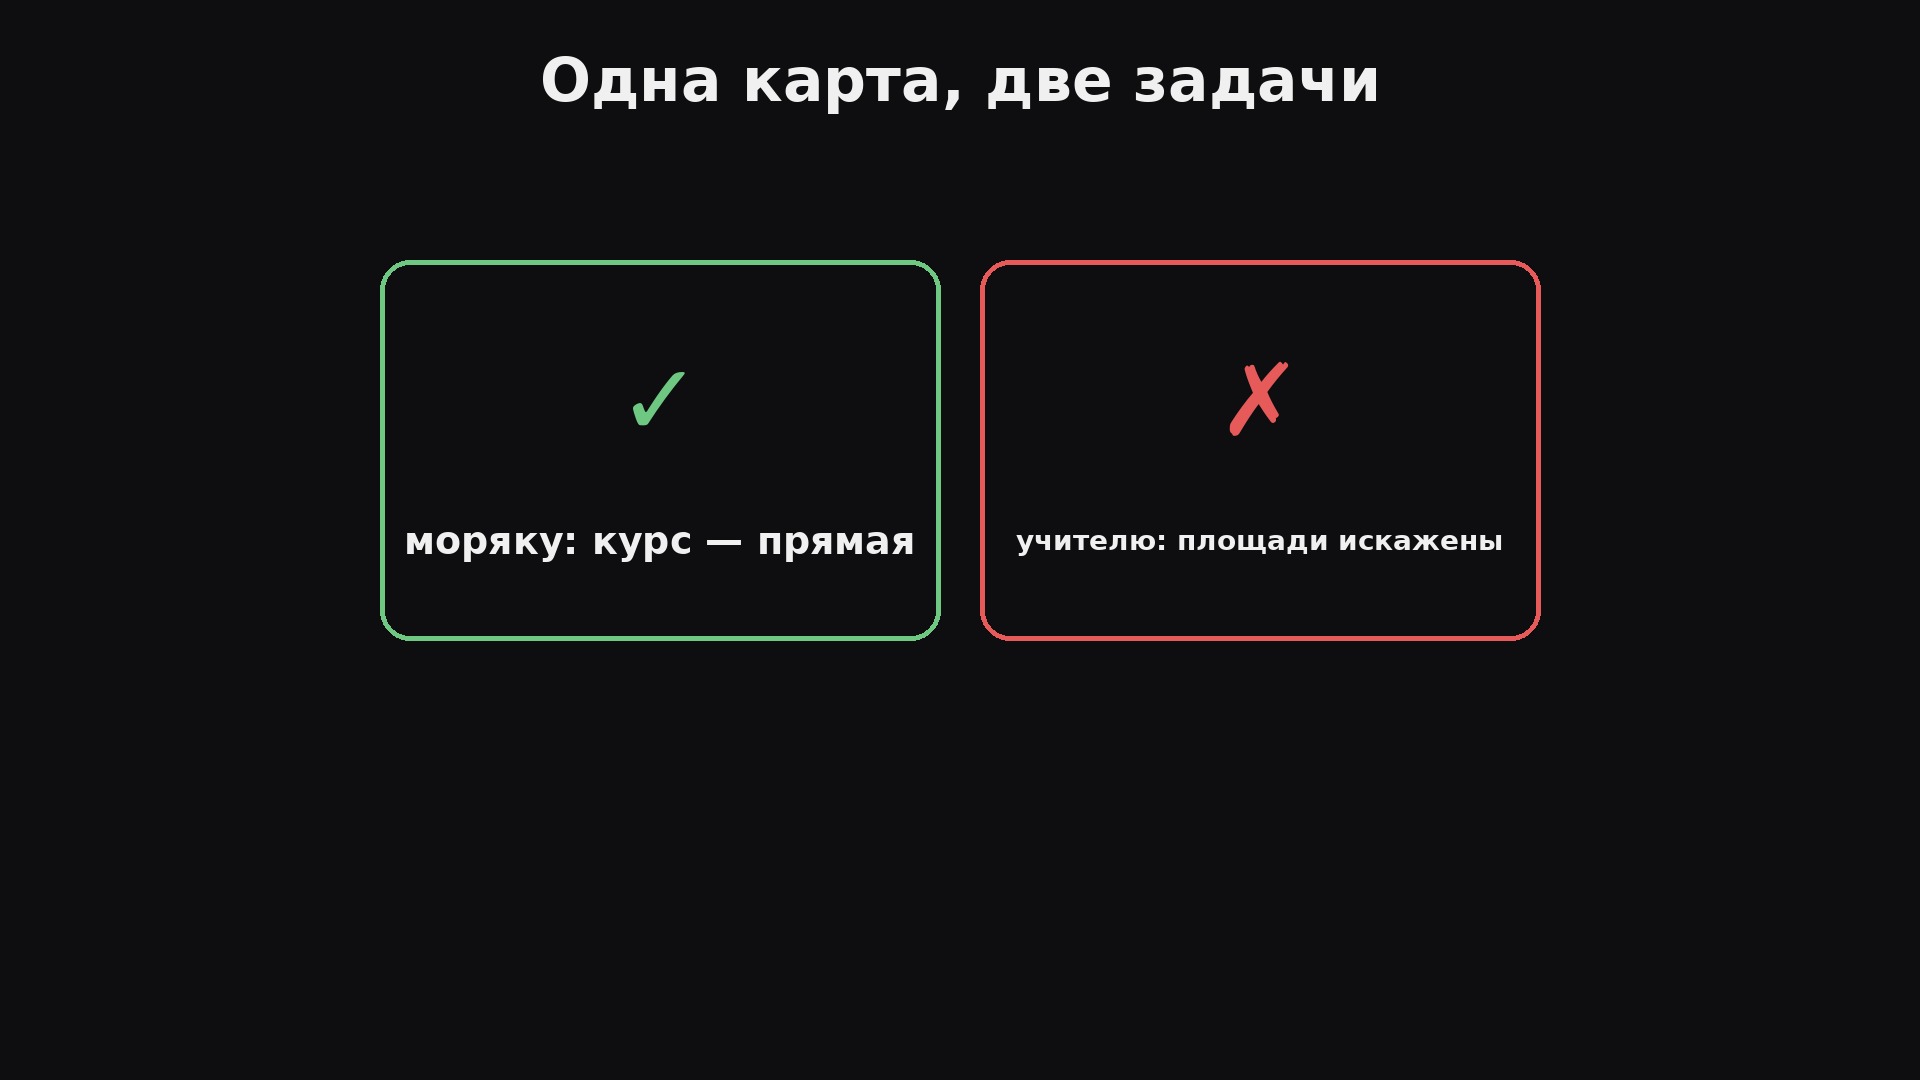 Одна карта, две задачи
✓
✗
моряку: курс — прямая
учителю: площади искажены